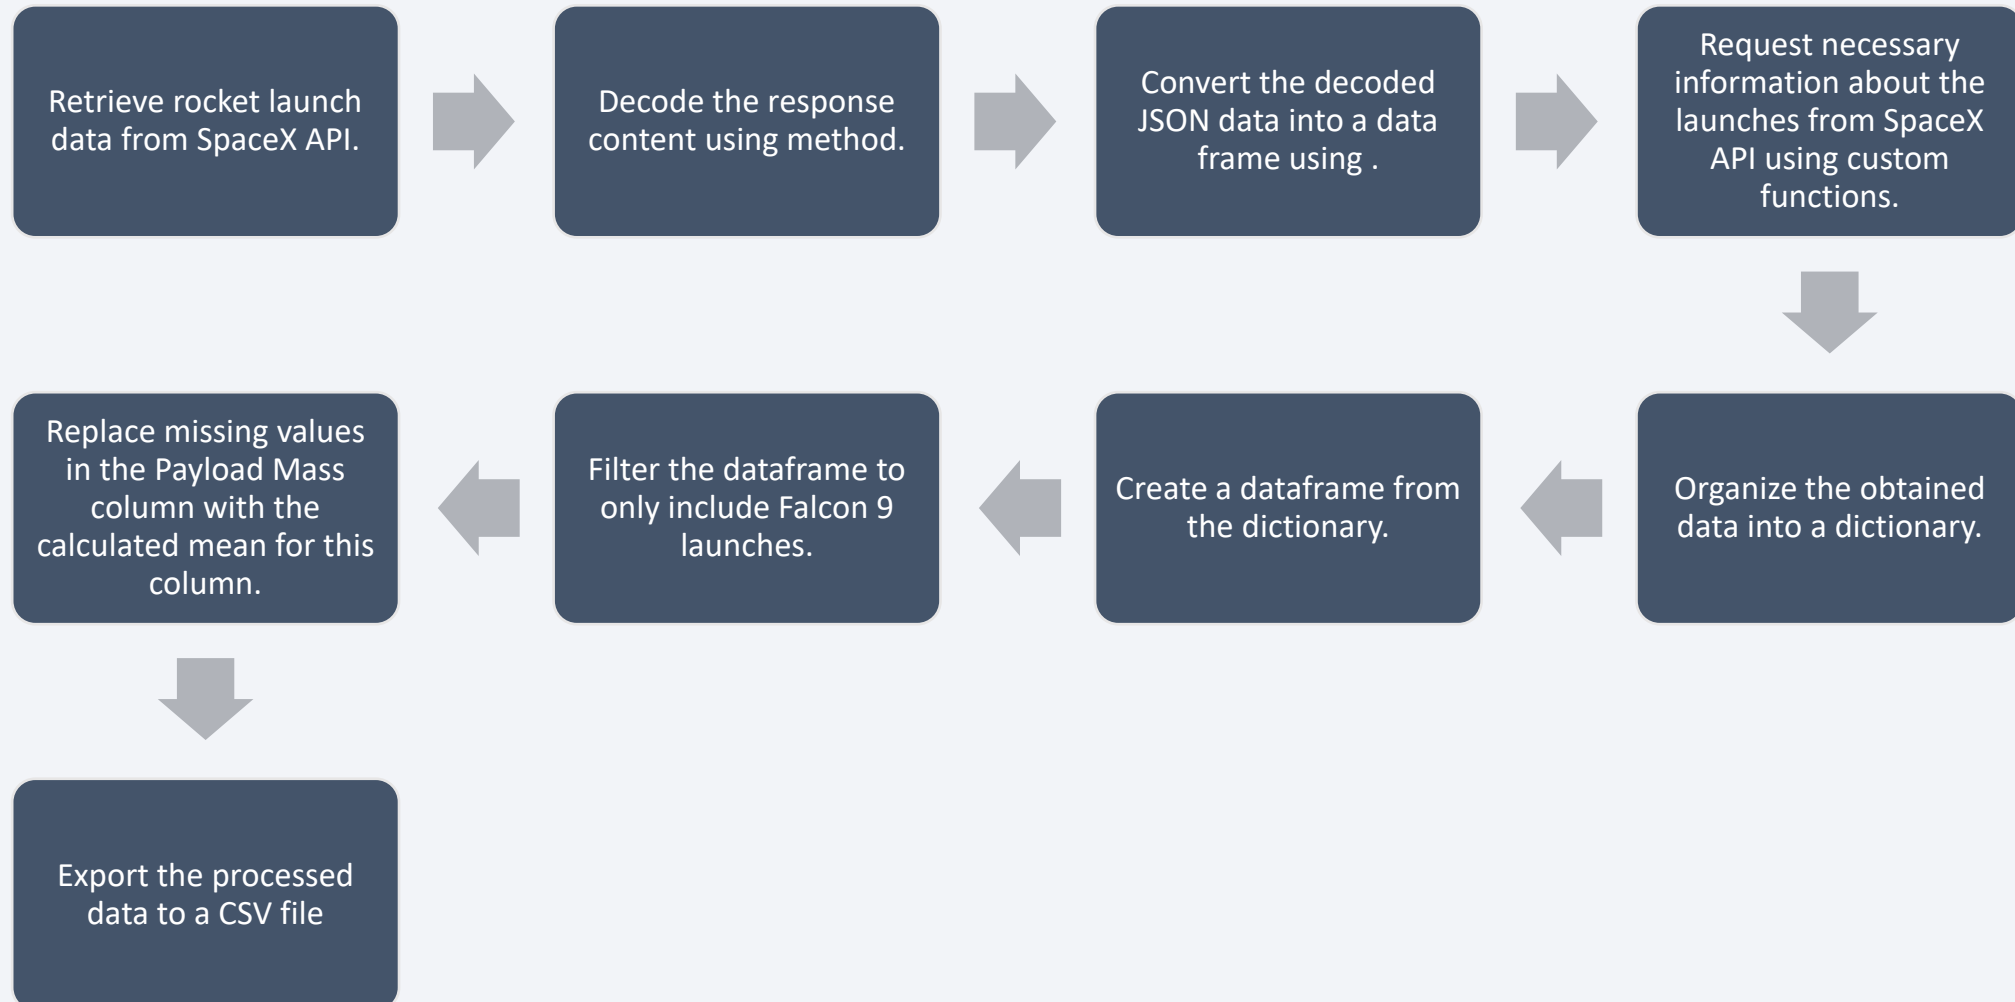 Retrieve rocket launch
data from SpaceX API.
Decode the response
content using method.
Convert the decoded
JSON data into a data
frame using .
Request necessary
information about the
launches from SpaceX
API using custom
functions.
Organize the obtained
data into a dictionary.
Create a dataframe from
the dictionary.
Filter the dataframe to
only include Falcon 9
launches.
Replace missing values
in the Payload Mass
column with the
calculated mean for this
column.
Export the processed
data to a CSV file